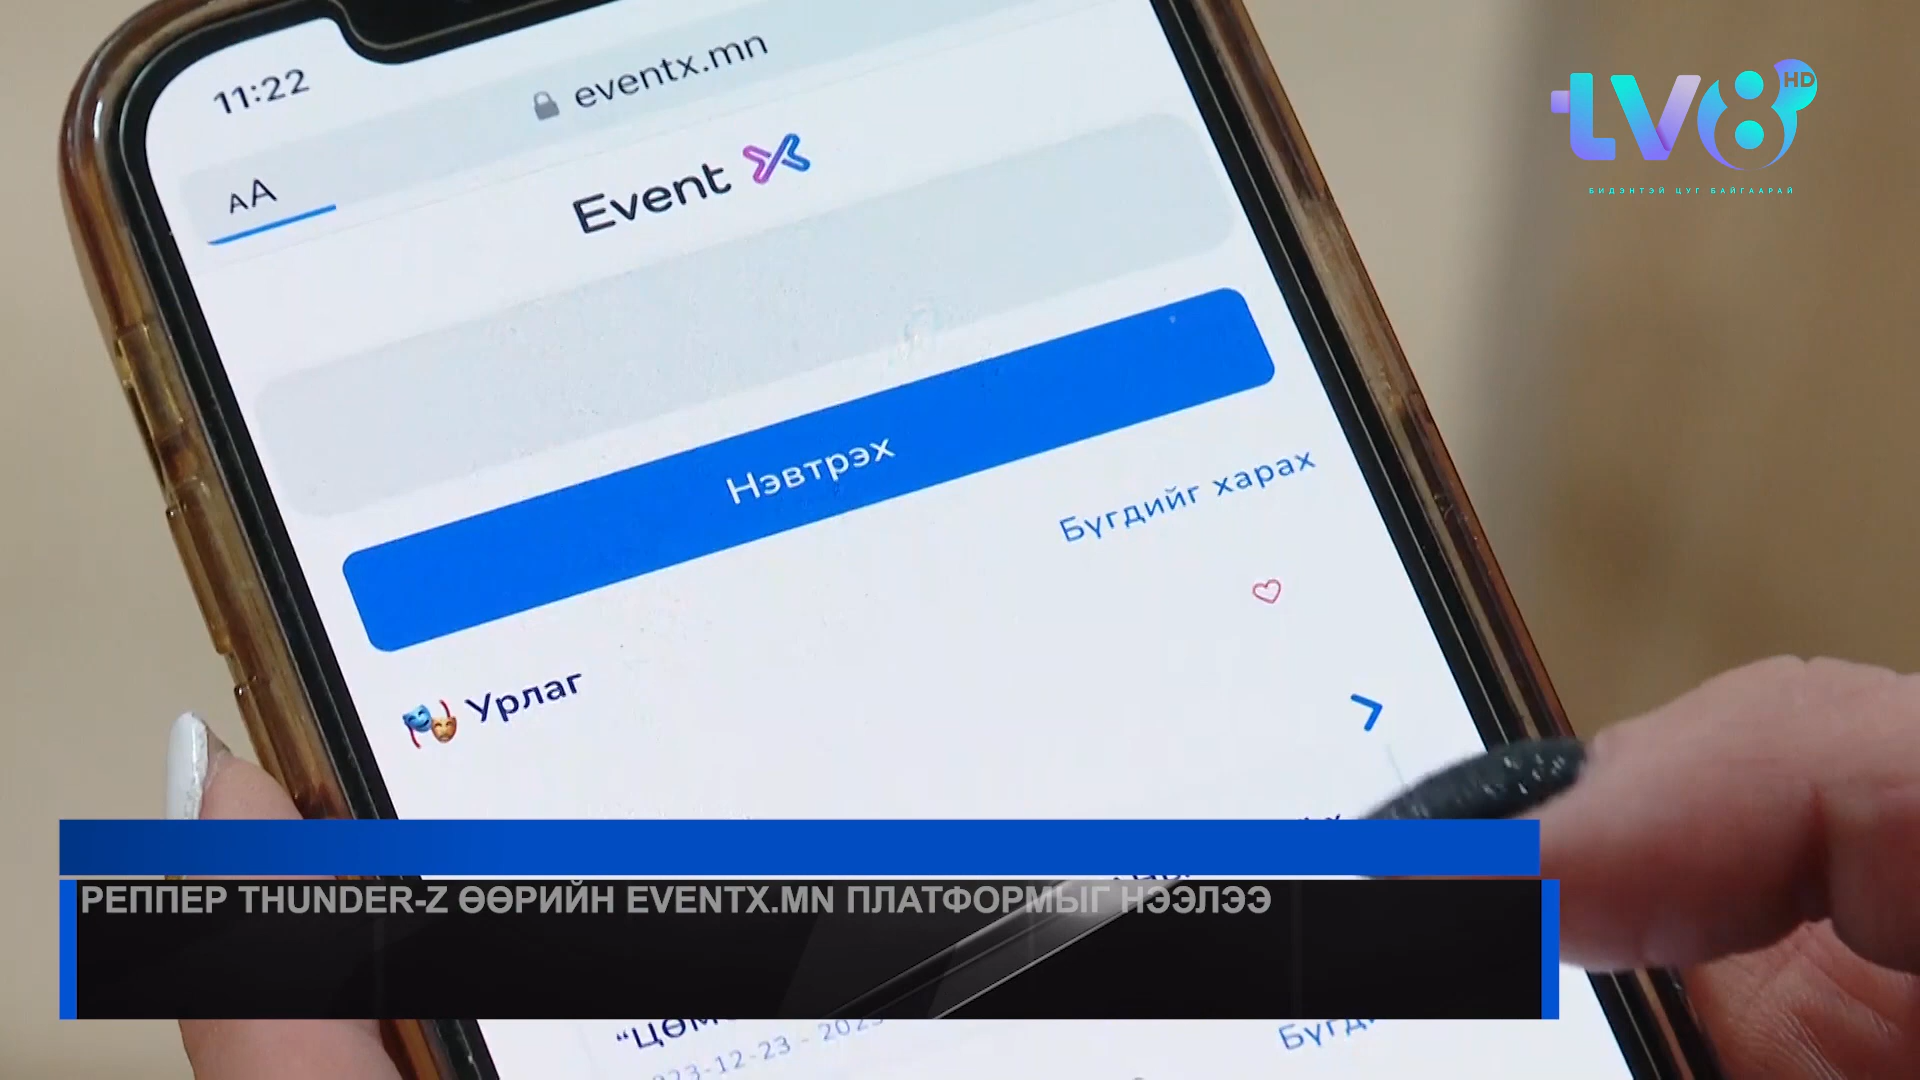 11:22
eventx.mn
AA
Event
tv8 HD
БИДЭНТЭЙ ЦУГ БАЙГААРАЙ
Нэвтрэх
Бүгдийг харах
Урлаг
РЕППЕР THUNDER-Z ӨӨРИЙН EVENTX.MN ПЛАТФОРМЫГ НЭЭЛЭЭ